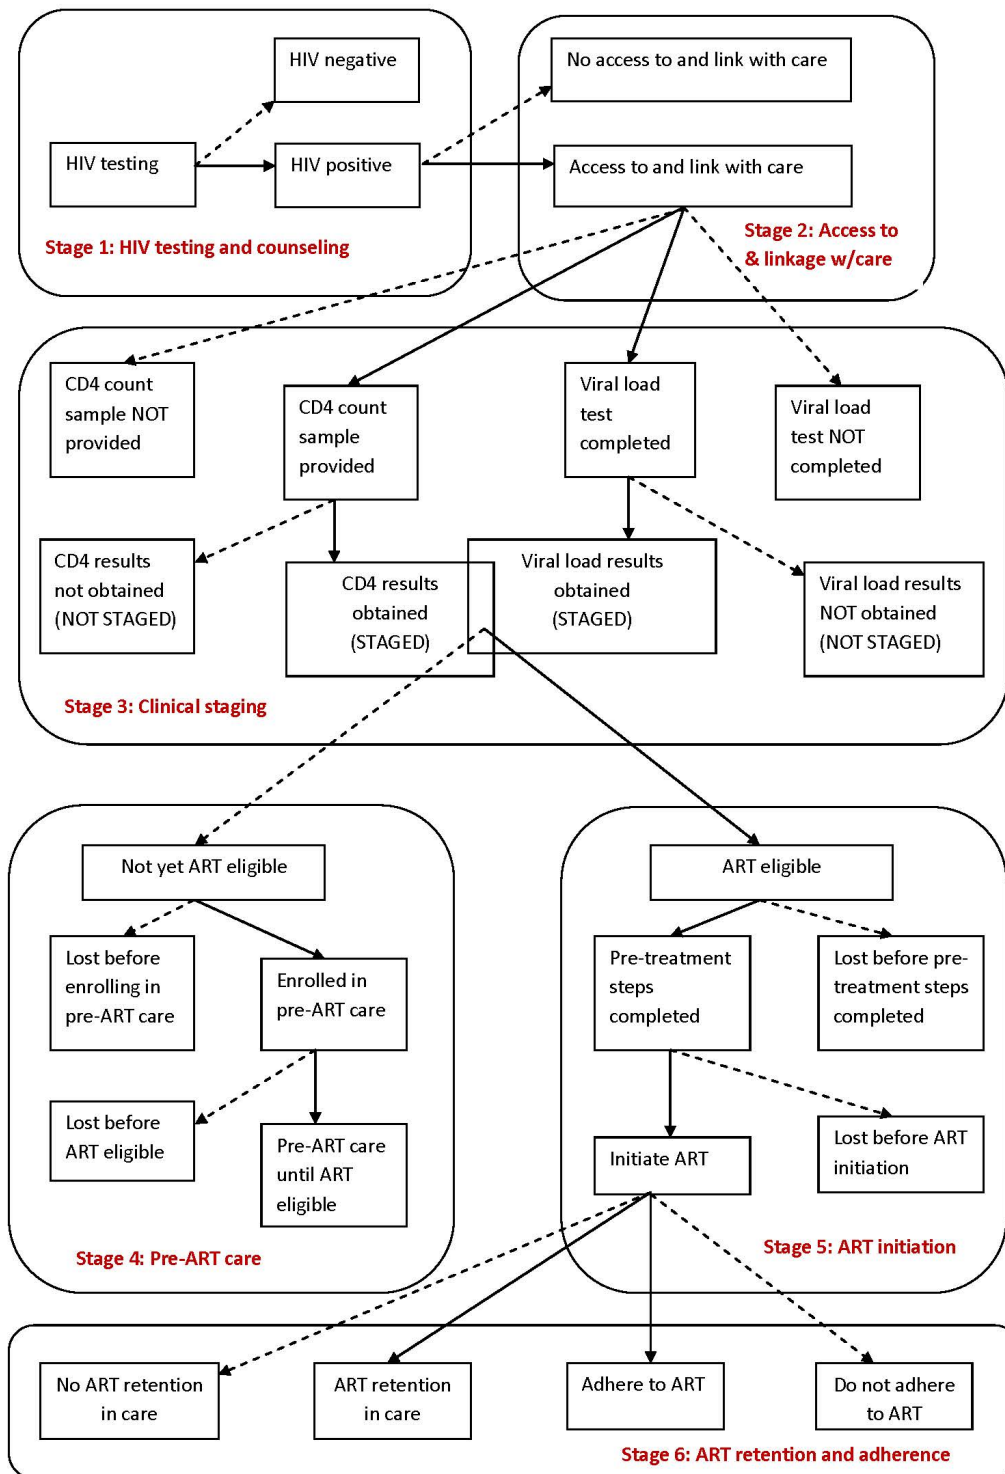 HIV negative
No access to and link with care
HIV testing
HIV positive
Access to and link with care
Stage 1: HIV testing and counseling
Stage 2: Access to
& linkage w/care
CD4 count
sample NOT
provided
CD4 count
sample
provided
Viral load
test
completed
Viral load
test NOT
completed
CD4 results
not obtained
(NOT STAGED)
CD4 results
obtained
(STAGED)
Viral load results
obtained
(STAGED)
Viral load results
NOT obtained
(NOT STAGED)
Stage 3: Clinical staging
Not yet ART eligible
Lost before
enrolling in
pre-ART care
Enrolled in
pre-ART care
Lost before
ART eligible
Pre-ART care
until ART
eligible
Stage 4: Pre-ART care
ART eligible
Pre-treatment
steps
completed
Lost before pre-
treatment steps
completed
Initiate ART
Lost before ART
initiation
Stage 5: ART initiation
No ART retention
in care
ART retention
in care
Adhere to ART
Do not adhere
to ART
Stage 6: ART retention and adherence